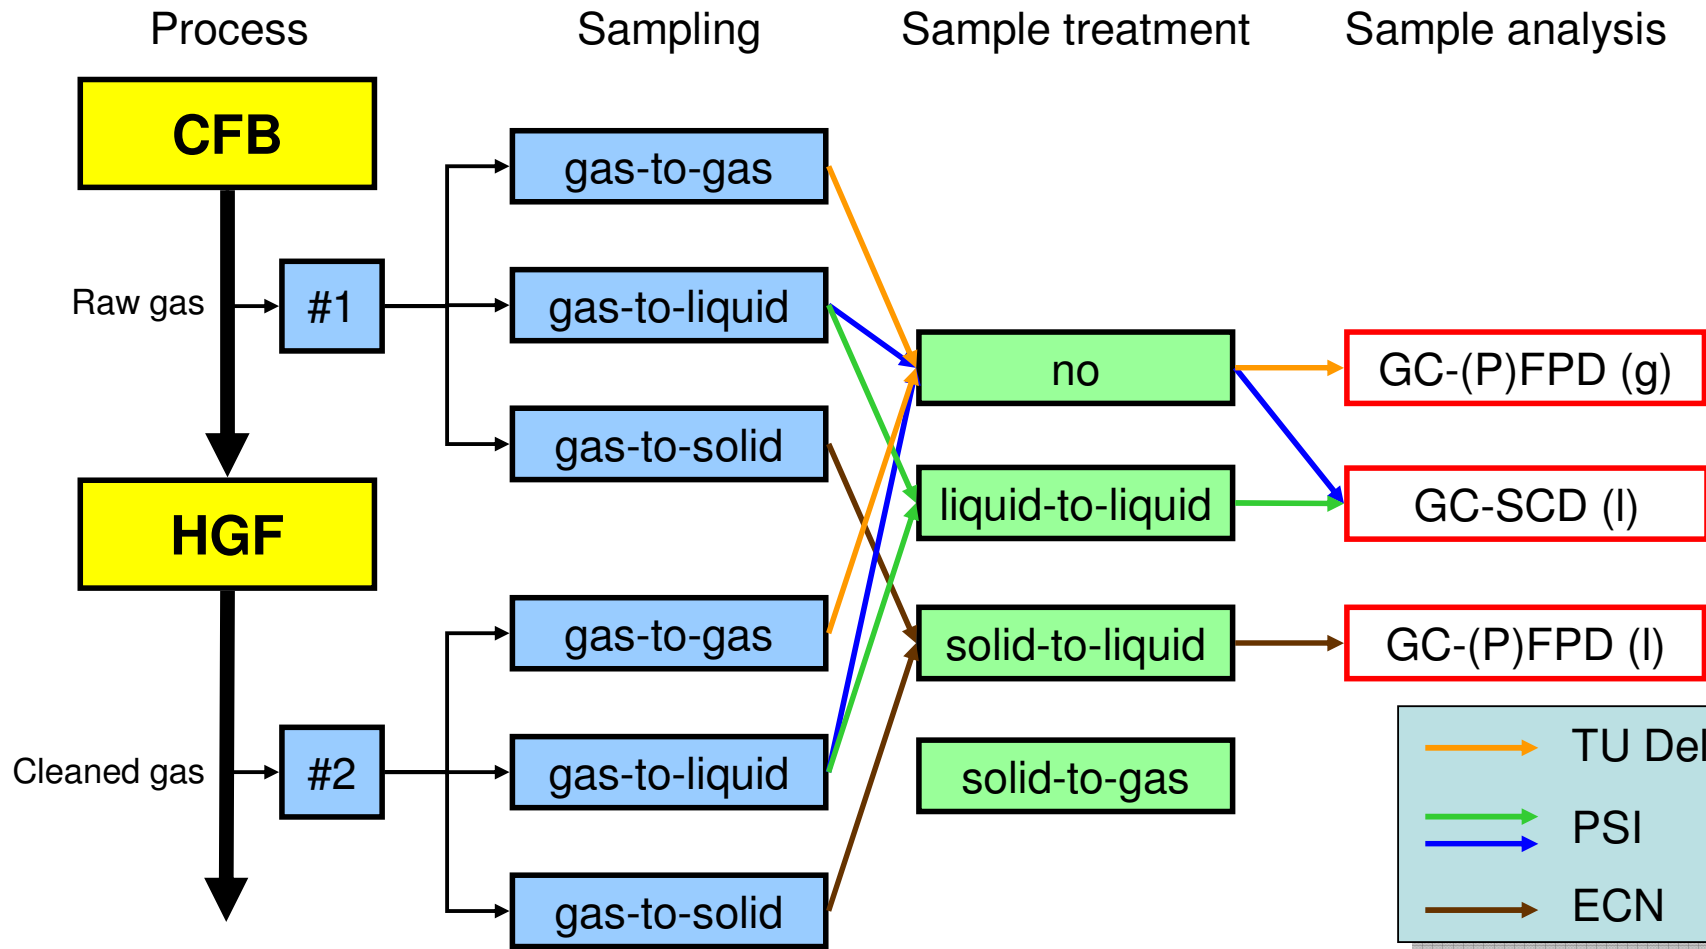 Process
Sampling
Sample treatment
Sample analysis
CFB
gas-to-gas
Raw gas
#1
gas-to-liquid
no
GC-(P)FPD (g)
gas-to-solid
liquid-to-liquid
GC-SCD (l)
HGF
gas-to-gas
solid-to-liquid
GC-(P)FPD (l)
Cleaned gas
#2
gas-to-liquid
solid-to-gas
gas-to-solid
TU Del
PSI
ECN